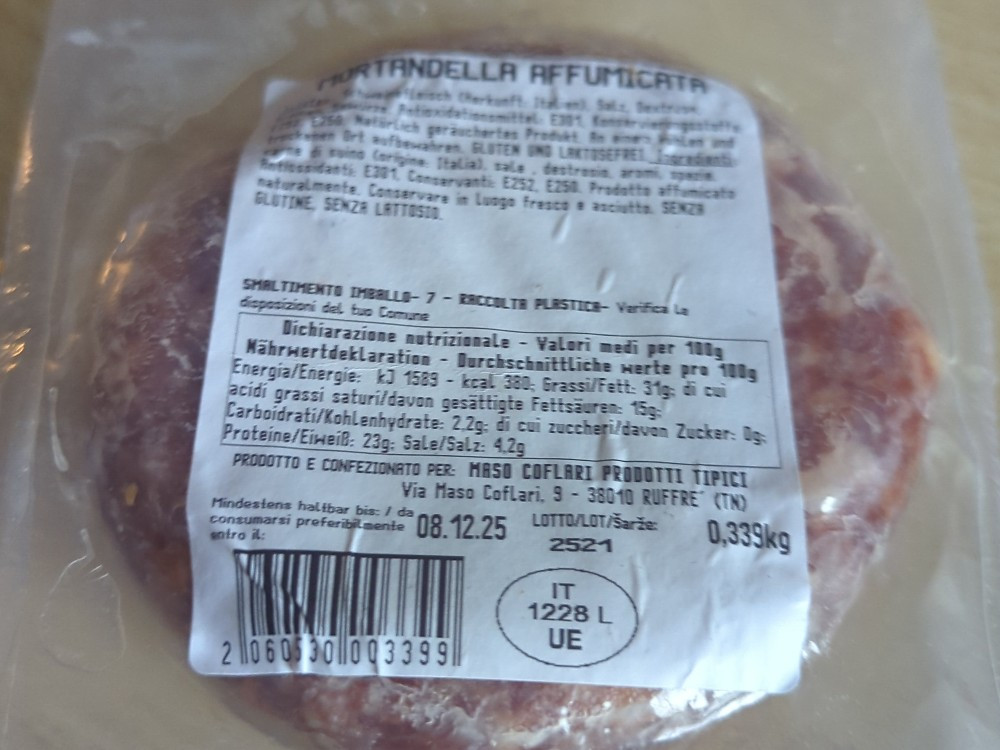 MORTANDELLA AFFUMICATA
(Herkunft: Italien), Salz, Dextrose,
Antioxidationsmittel: E301, Konservierungsstoffe
E250. Natürlich geräuchertes Produkt. An einem und
trockenen Ort aufbewahren. GLUTEN UND LAKTOSEFREI. Ingredienti:
di suino (origine: Italia), sale, destrosio, aromi, spezie.
Antiossidanti: E301. Conservanti: E252, E250. Prodotto affumicato
naturalmente. Conservare in luogo fresco e asciutto. SENZA
GLUTINE, SENZA LATTOSIO.
SMALTIMENTO IMBALLO- 7 - RACCOLTA PLASTICA- Verifica le
disposizioni del tuo Comune
Dichiarazione nutrizionale - Valori medi per 100g
Nährwertdeklaration - Durchschnittliche werte pro 100g
Energia/Energie: kJ 1583 - kcal 380; Grassi/Fett: 31g; di cui
acidi grassi saturi/davon gesättigte Fettsäuren: 15g;
Carboidrati/Kohlenhydrate: 2,2g; di cui zuccheri/davon Zucker: 0g;
Proteine/Eiweiß: 23g; Sale/Salz: 4,2g
PRODOTTO E CONFEZIONATO PER: MASO COFLARI PRODOTTI TIPICI
Via Maso Coflari, 9 - 38010 RUFFRE' (TN)
Mindestens haltbar bis: / da
consumarsi preferibilmente
entro il:
08.12.25
LOTTO/LOT/Šarže:
2521
0,339kg
IT
1228 L
UE
2 060530 003399